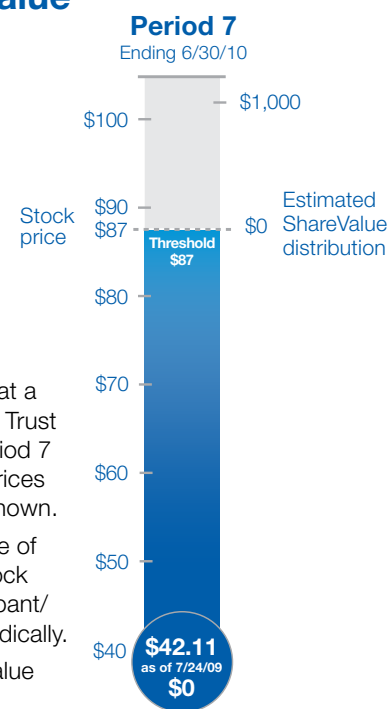 alue
Period 7
Ending 6/30/10
$1,000
$100
$90
Stock price
$87
Threshold
$87
$0
Estimated
ShareValue
distribution
$80
$70
at a
Trust
riod 7
rices
hown.
$60
e of
ock
$50
pant/
dically.
alue
$40
$42.11
as of 7/24/09
$0